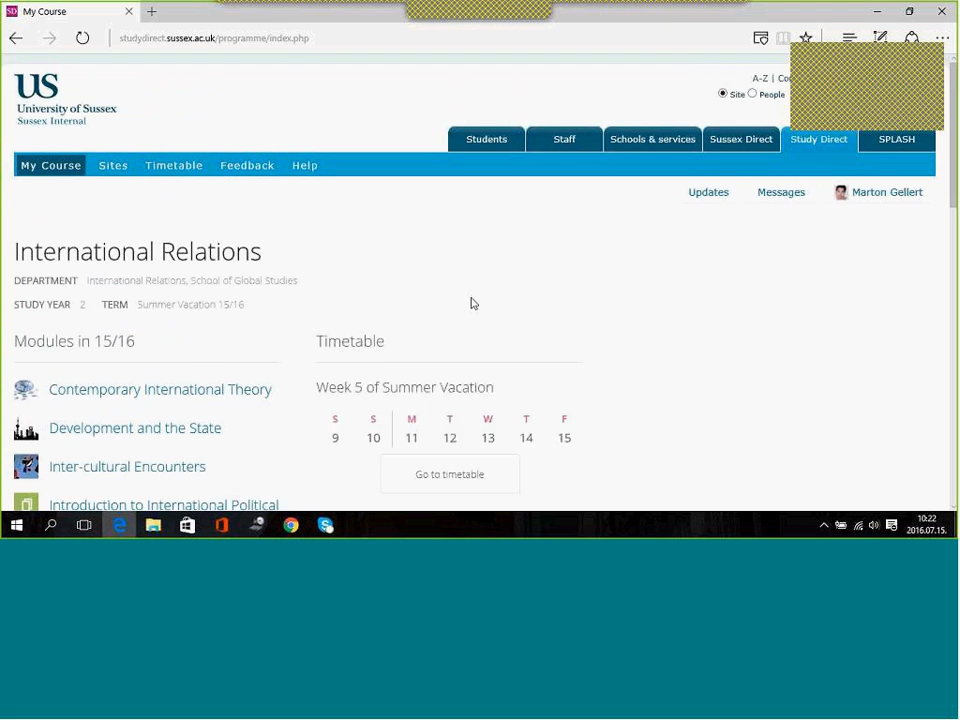 My Course
studydirect.sussex.ac.uk/programme/index.php
US
University of Sussex
Sussex Internal
A-Z |
Site People
Students Staff Schools & services Sussex Direct Study Direct SPLASH
My Course Sites Timetable Feedback Help
Updates Messages Marton Gellert
International Relations
DEPARTMENT International Relations, School of Global Studies
STUDY YEAR 2 TERM Summer Vacation 15/16
Modules in 15/16
Timetable
Contemporary International Theory
Week 5 of Summer Vacation
Development and the State
S S M T W T F
9 10 11 12 13 14 15
Inter-cultural Encounters
Go to timetable
Introduction to International Political
10:22
2016.07.15.